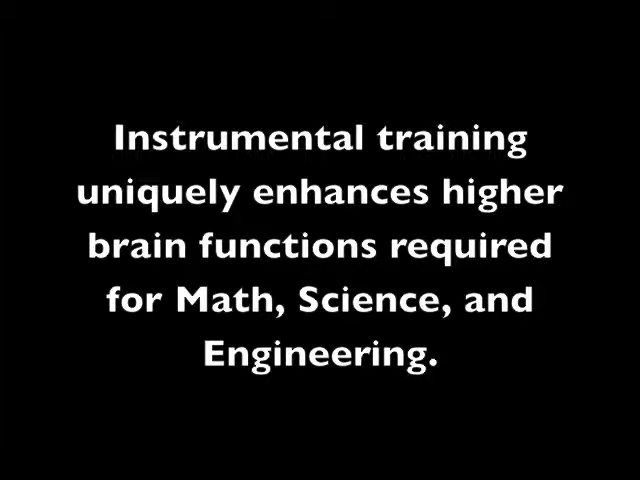 Instrumental training
uniquely enhances higher
brain functions required
for Math, Science, and
Engineering.